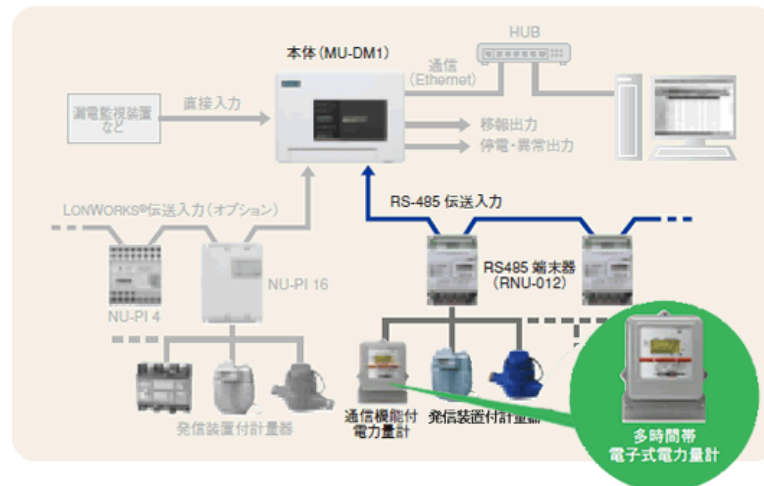 HUB
本体(MU-DM1)
通信
(Ethernet)
漏電監視装置
など
直接入力
移報出力
停電・異常出力
LONWORKS®伝送入力(オプション)
RS-485 伝送入力
NU-PI 4
NU-PI 16
RS485 端末器
(RNU-012)
発信装置付計量器
通信機能付
電力量計
発信装置付計量器
多時間帯
電子式電力量計